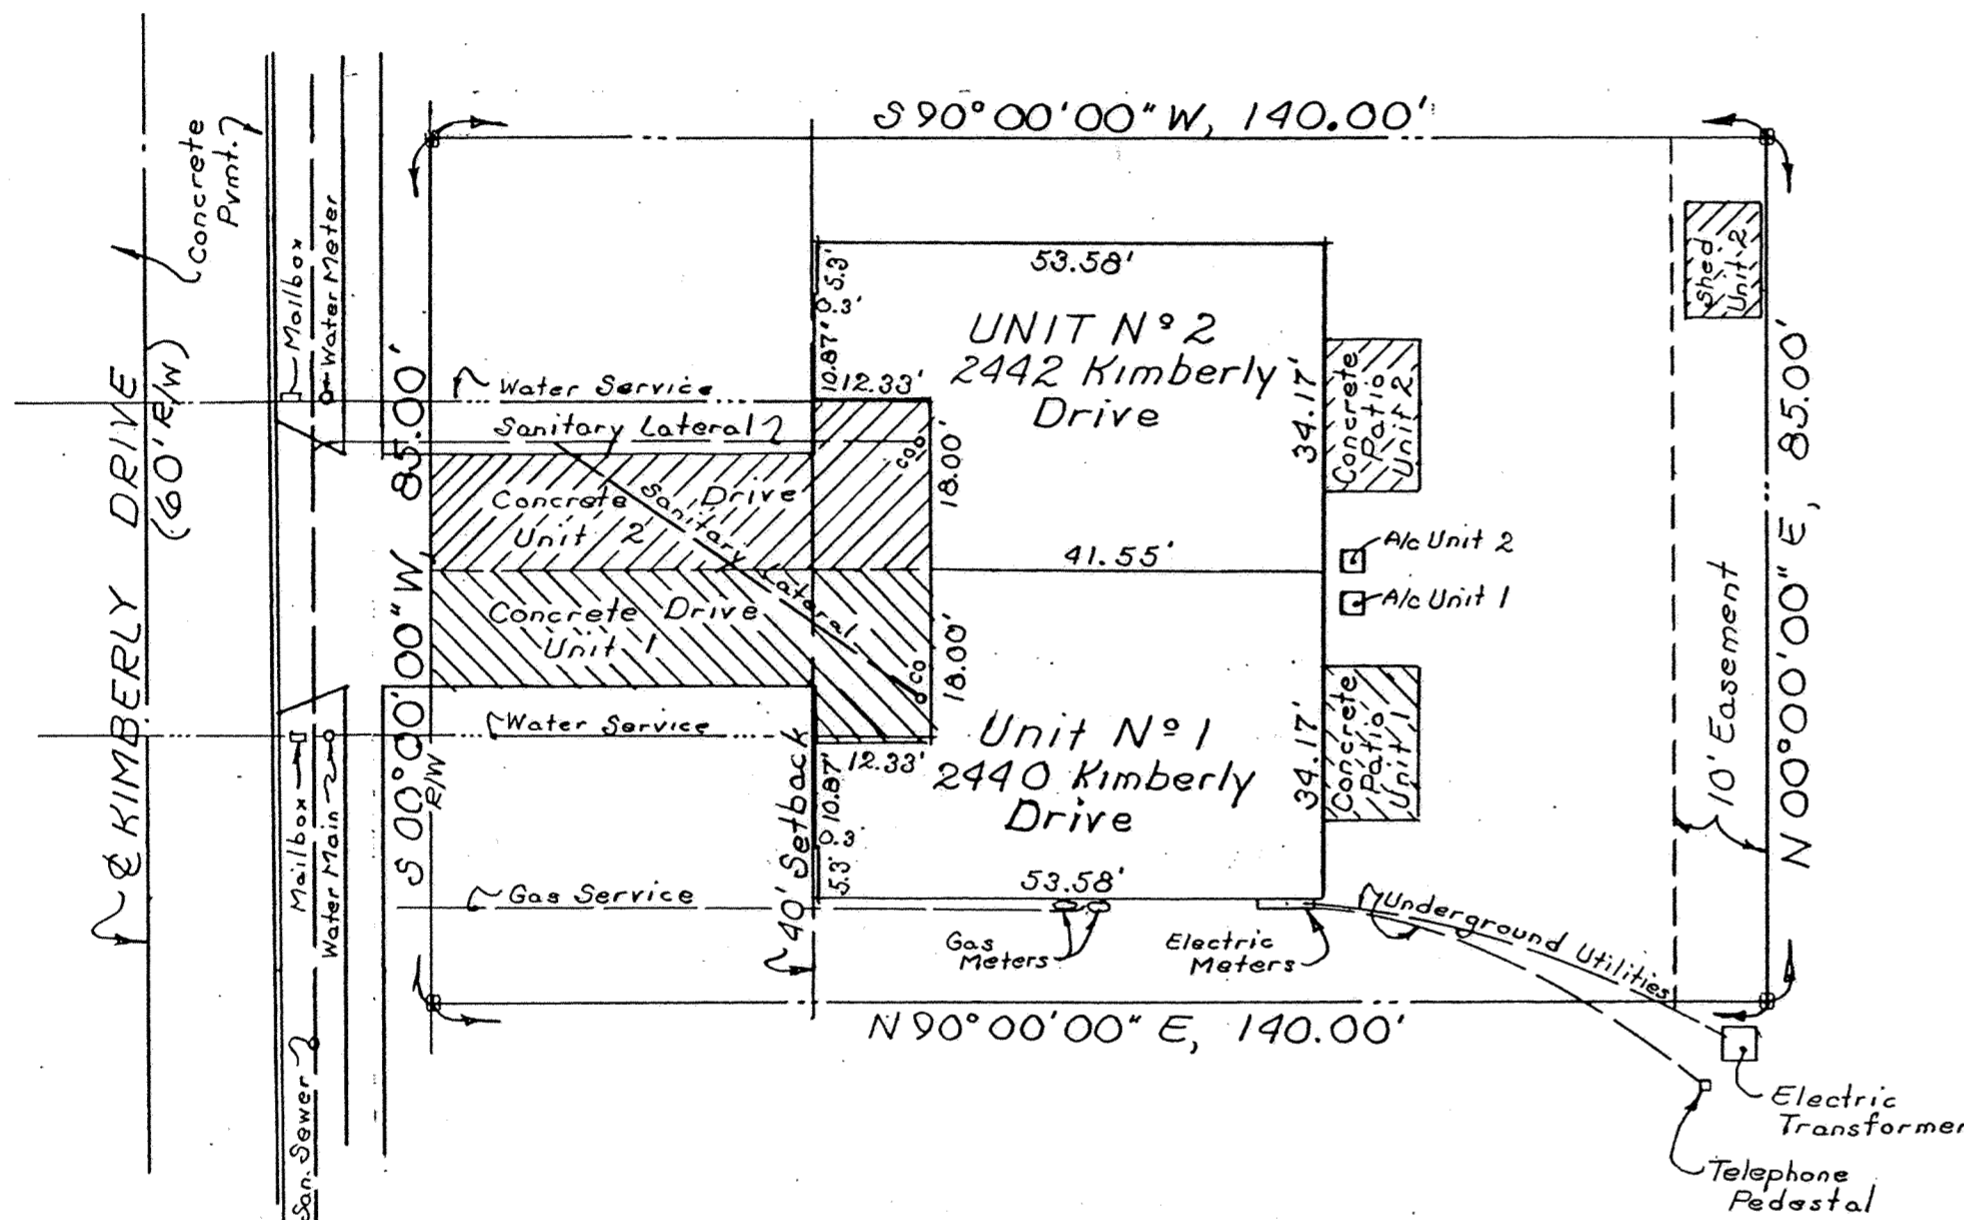 S 90° 00' 00" W, 140.00'
Concrete
Pvmt.
Mailbox
Water Meter
℄ KIMBERLY DRIVE
(60' R/W)
S 00° 00' 00" W
85.00'
R/W
53.58'
5.3'
0.3'
10.87"
12.33'
UNIT Nº 2
2442 Kimberly
Drive
34.17'
Concrete
Patio
Unit 2
Shed
Unit 2
Water Service
Sanitary Lateral
CO
18.00'
Concrete Drive
Unit 2
Sanitary
Lateral
41.55'
A/c Unit 2
A/c Unit 1
Concrete Drive
Unit 1
CO
18.00'
Water Service
12.33'
10.87'
0.3'
5.3'
Unit Nº 1
2440 Kimberly
Drive
34.17'
Concrete
Patio
Unit 1
10' Easement
N 00° 00' 00" E, 85.00'
Mailbox
Water Main
40' Setback
53.58'
Gas Service
Gas
Meters
Electric
Meters
Underground Utilities
N 90° 00' 00" E, 140.00'
San. Sewer
Electric
Transformer
Telephone
Pedestal